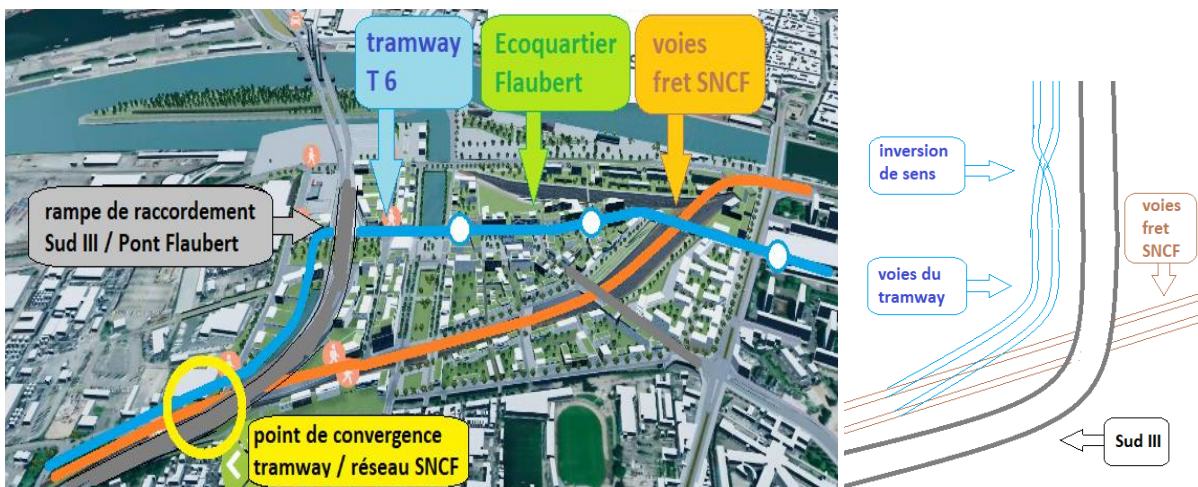 tramway
T 6
Ecoquartier
Flaubert
voies
fret SNCF
rampe de raccordement
Sud III / Pont Flaubert
point de convergence
tramway / réseau SNCF
inversion
de sens
voies
fret
SNCF
voies du
tramway
Sud III